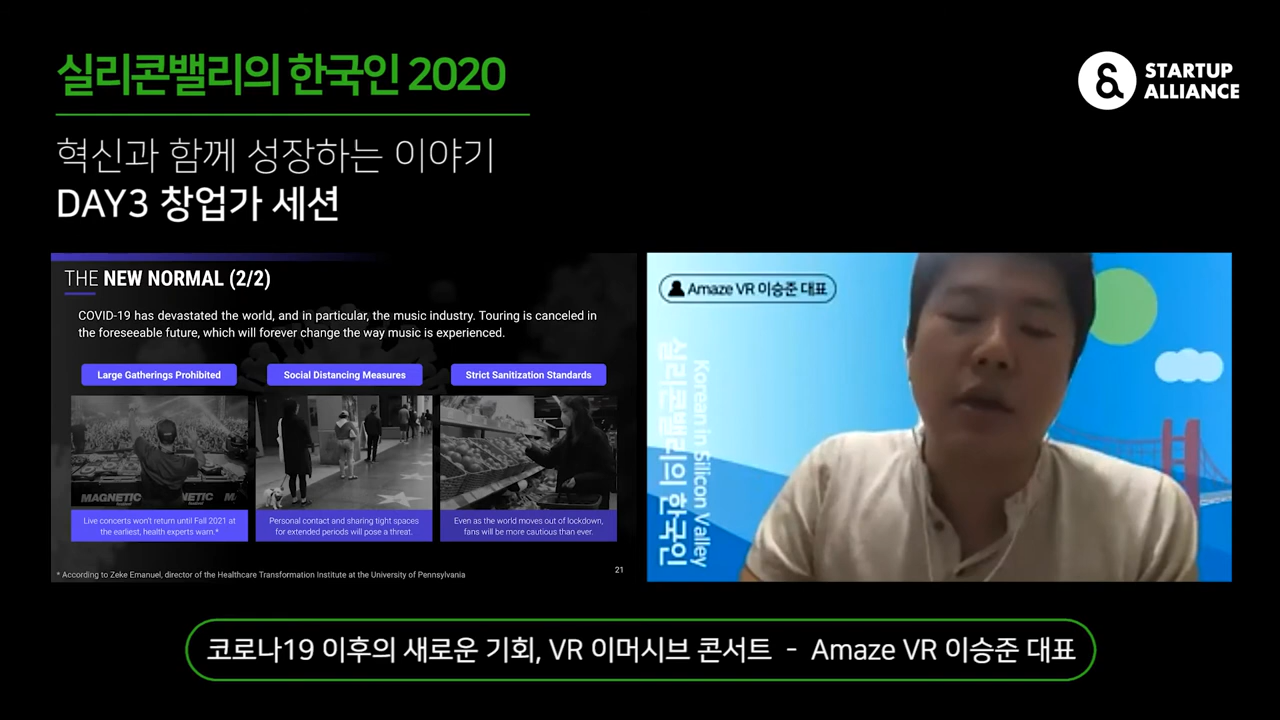 실리콘밸리의 한국인 2020
STARTUP
ALLIANCE
혁신과 함께 성장하는 이야기
DAY3 창업가 세션
THE NEW NORMAL (2/2)
COVID-19 has devastated the world, and in particular, the music industry. Touring is canceled in
the foreseeable future, which will forever change the way music is experienced.
Large Gatherings Prohibited
Social Distancing Measures
Strict Sanitization Standards
MAGNETIC
NETIC
M
Live concerts won't return until Fall 2021 at
the earliest, health experts warn.*
Personal contact and sharing tight spaces
for extended periods will pose a threat.
Even as the world moves out of lockdown,
fans will be more cautious than ever.
* According to Zeke Emanuel, director of the Healthcare Transformation Institute at the University of Pennsylvania
21
Amaze VR 이승준 대표
Korean in Silicon Valley
실리콘밸리의 한국인
코로나19 이후의 새로운 기회, VR 이머시브 콘서트 - Amaze VR 이승준 대표